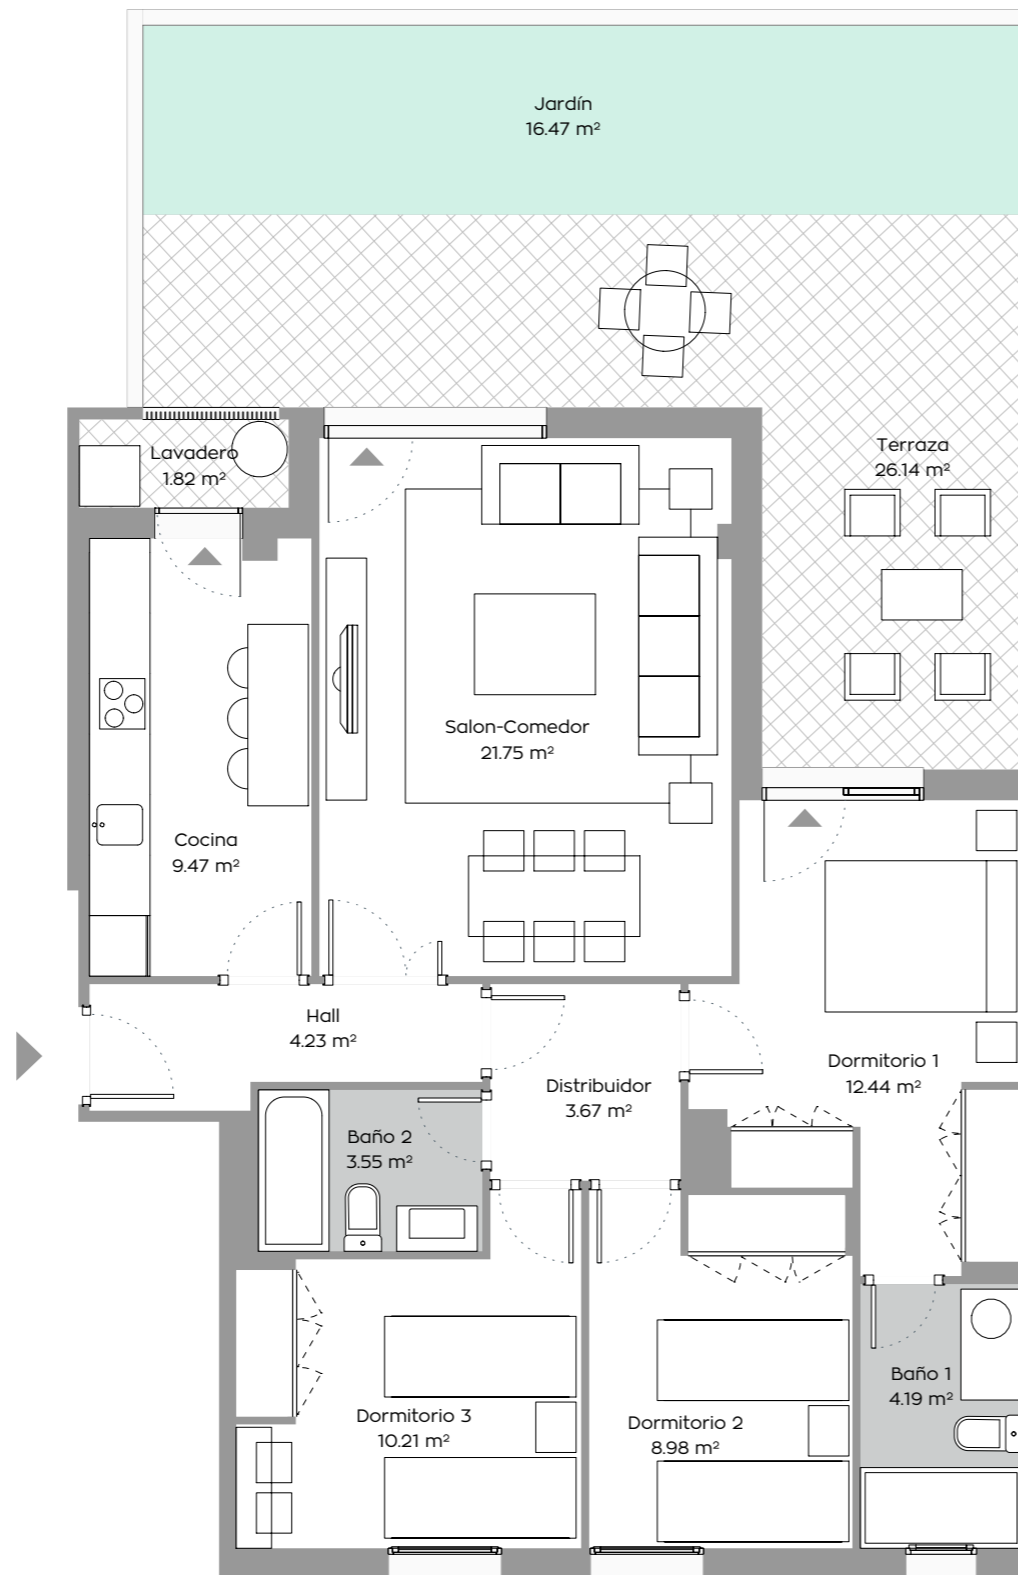 Jardín
16.47 m²
Terraza
26.14 m²
Lavadero
1.82 m²
Salon-Comedor
21.75 m²
Cocina
9.47 m²
Hall
4.23 m²
Distribuidor
3.67 m²
Dormitorio 1
12.44 m²
Baño 2
3.55 m²
Baño 1
4.19 m²
Dormitorio 3
10.21 m²
Dormitorio 2
8.98 m²